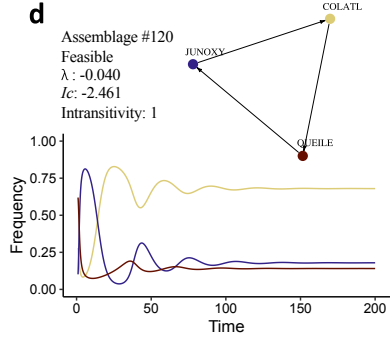 d
COLATL
Assemblage #120
Feasible
JUNOXY
λ: -0.040
Ic: -2.461
Intransitivity: 1
QUEILE
1.00
0.75
0.50
0.25
0.00
Frequency
0 50 100 150 200
Time